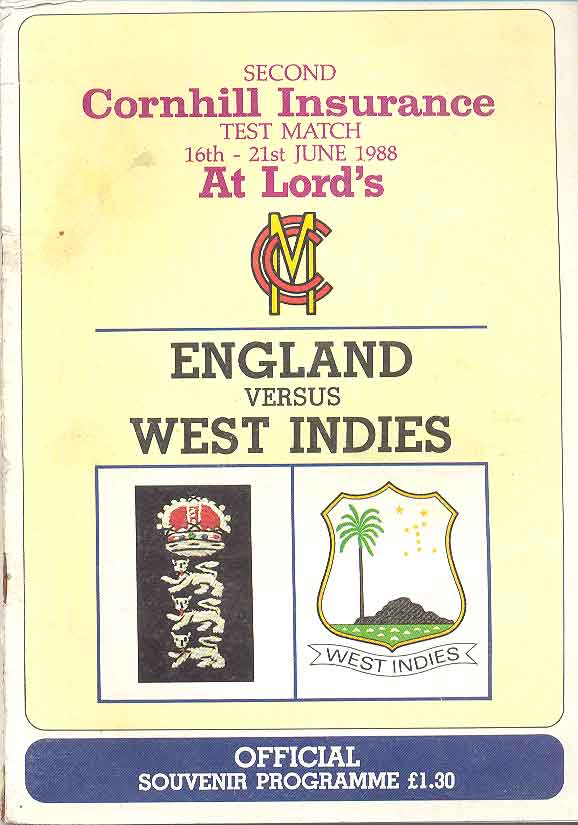 SECOND
Cornhill Insurance
TEST MATCH
16th - 21st JUNE 1988
At Lord's
MCC
ENGLAND
VERSUS
WEST INDIES
WEST INDIES
OFFICIAL
SOUVENIR PROGRAMME £1.30